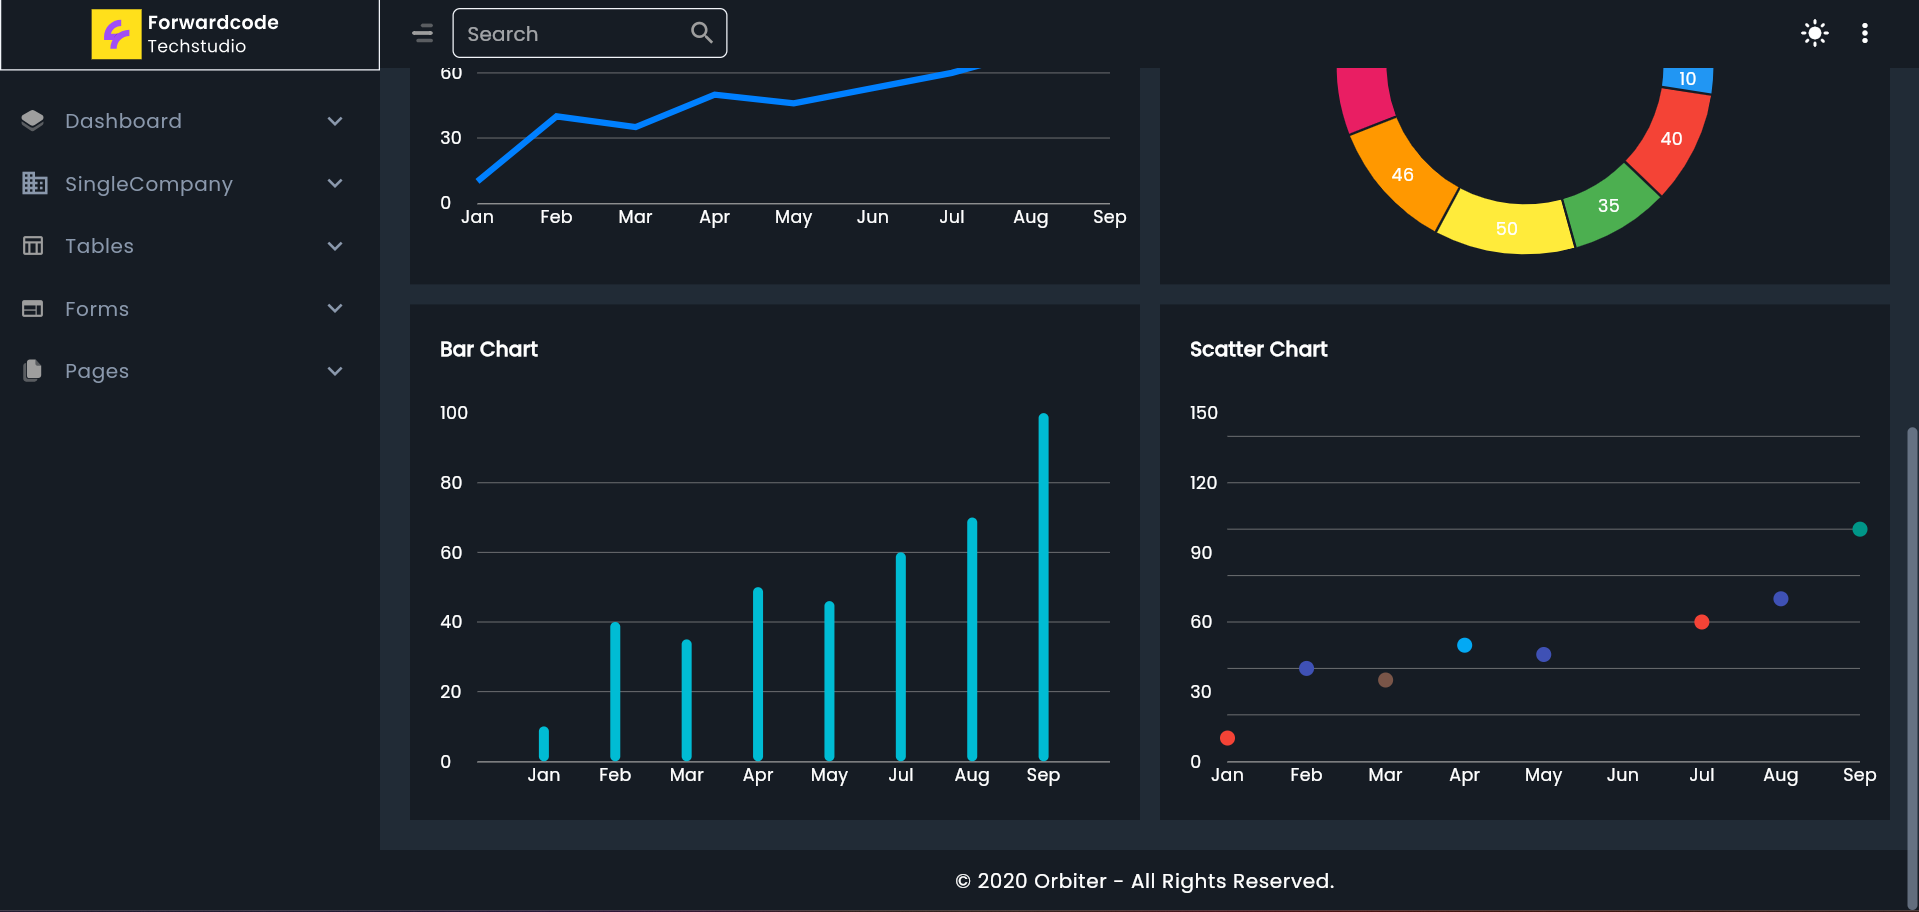 Forwardcode
Techstudio
Search
Dashboard
SingleCompany
Tables
Forms
Pages
60
30
0
Jan Feb Mar Apr May Jun Jul Aug Sep
10
40
35
50
46
Bar Chart
100
80
60
40
20
0
Jan Feb Mar Apr May Jul Aug Sep
Scatter Chart
150
120
90
60
30
0
Jan Feb Mar Apr May Jun Jul Aug Sep
© 2020 Orbiter - All Rights Reserved.